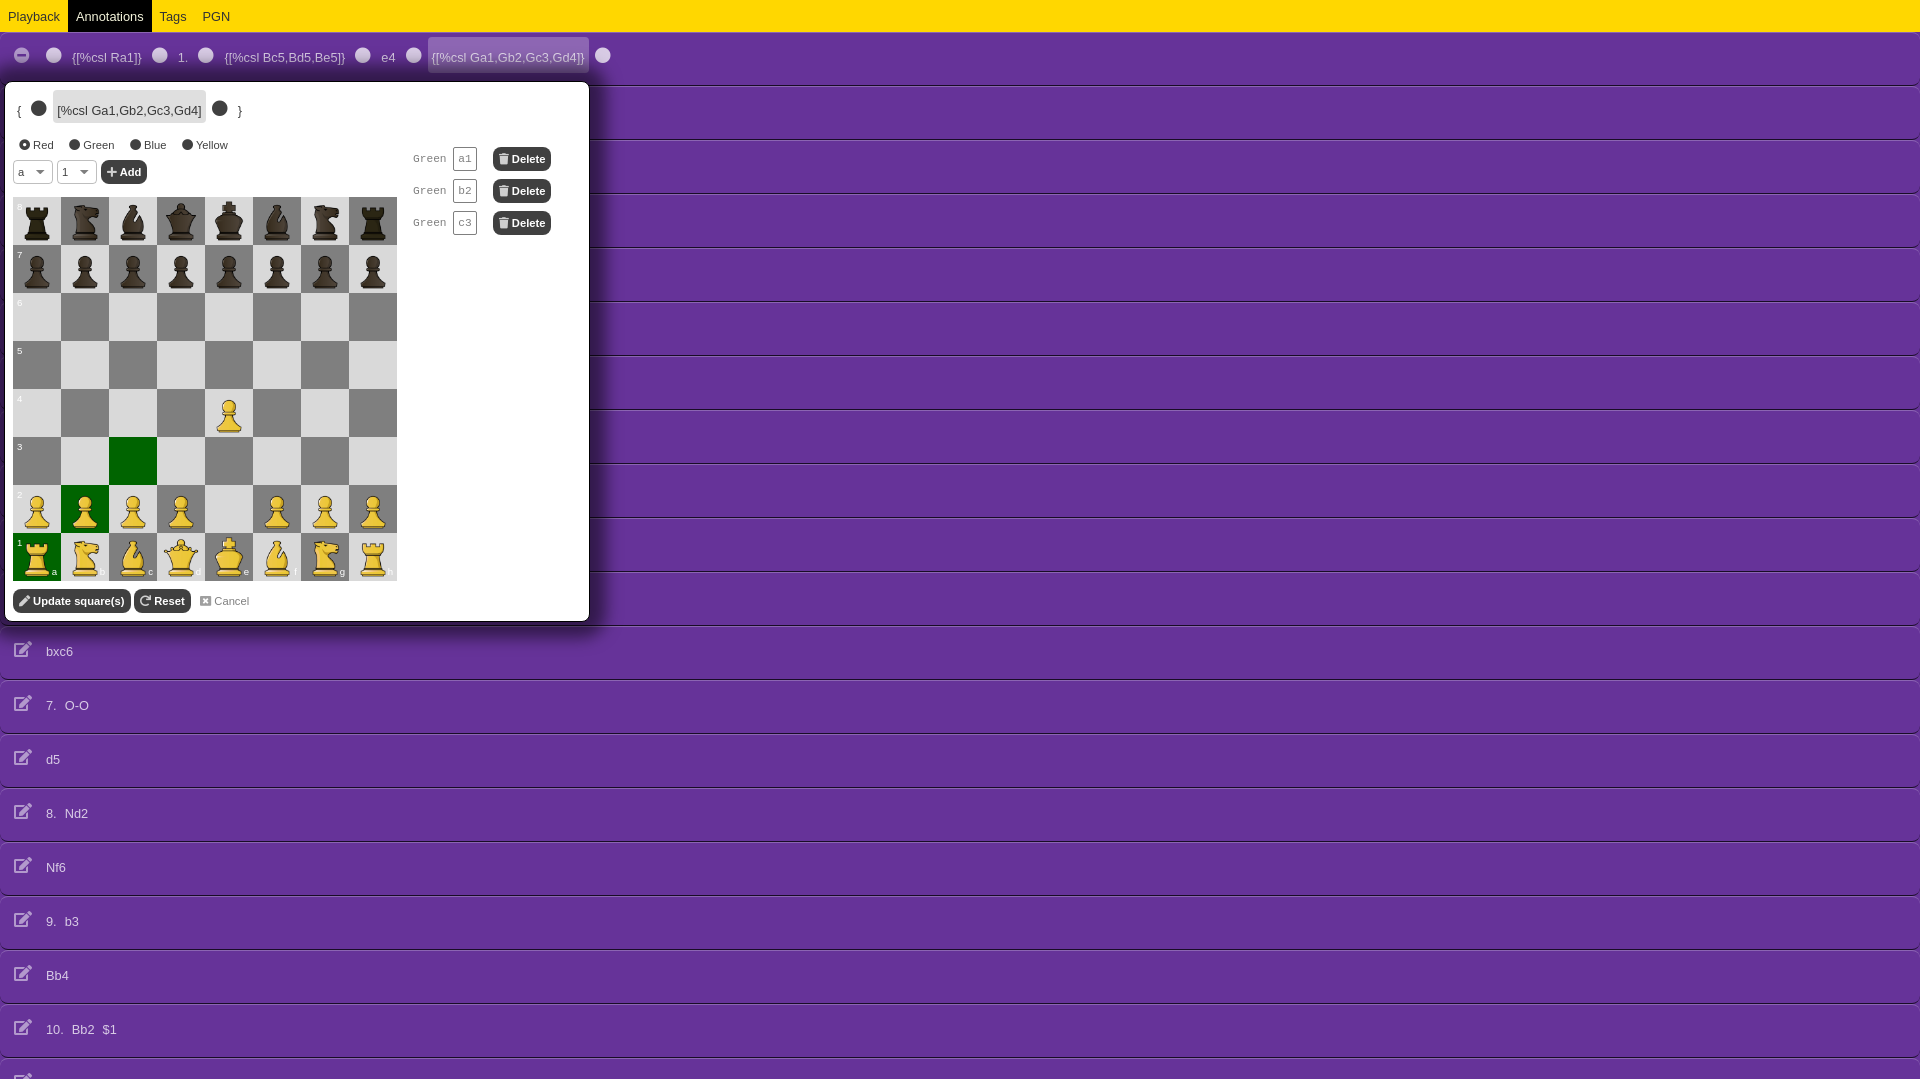 Playback Annotations Tags PGN
{[%csl Ra1]} 1. {[%csl Bc5,Bd5,Be5]} e4 {[%csl Ga1,Gb2,Gc3,Gd4]}
{ [%csl Ga1,Gb2,Gc3,Gd4] }
Red Green Blue Yellow
a 1 Add
Green a1 Delete
Green b2 Delete
Green c3 Delete
8
7
6
5
4
3
2
1
a b c d e f g h
Update square(s) Reset Cancel
bxc6
7. O-O
d5
8. Nd2
Nf6
9. b3
Bb4
10. Bb2 $1